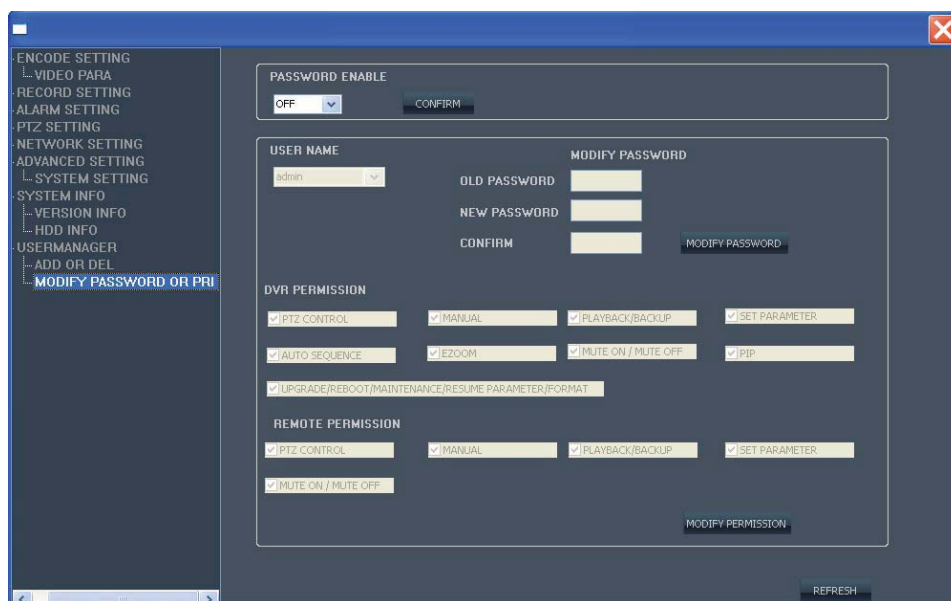 ENCODE SETTING
VIDEO PARA
RECORD SETTING
ALARM SETTING
PTZ SETTING
NETWORK SETTING
ADVANCED SETTING
SYSTEM SETTING
SYSTEM INFO
VERSION INFO
HDD INFO
USERMANAGER
ADD OR DEL
MODIFY PASSWORD OR PRI
PASSWORD ENABLE
OFF CONFIRM
USER NAME MODIFY PASSWORD
admin OLD PASSWORD
NEW PASSWORD
CONFIRM MODIFY PASSWORD
DVR PERMISSION
PTZ CONTROL MANUAL PLAYBACK/BACKUP SET PARAMETER
AUTO SEQUENCE EZOOM MUTE ON / MUTE OFF PIP
UPGRADE/REBOOT/MAINTENANCE/RESUME PARAMETER/FORMAT
REMOTE PERMISSION
PTZ CONTROL MANUAL PLAYBACK/BACKUP SET PARAMETER
MUTE ON / MUTE OFF
MODIFY PERMISSION
REFRESH